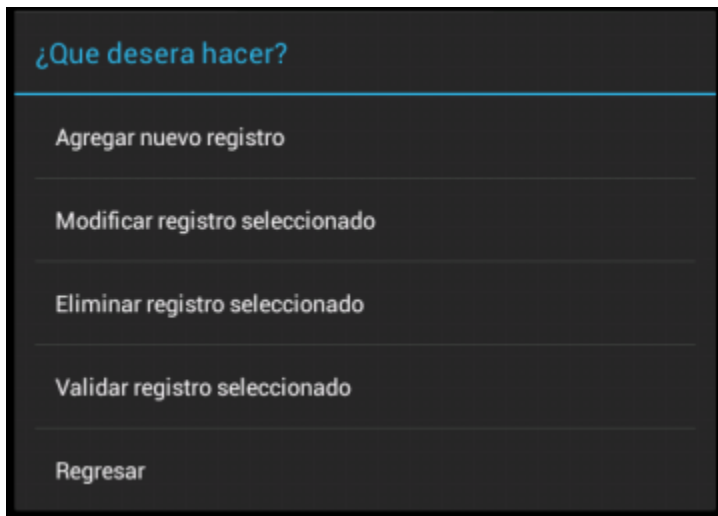 ¿Que desera hacer?
Agregar nuevo registro
Modificar registro seleccionado
Eliminar registro seleccionado
Validar registro seleccionado
Regresar